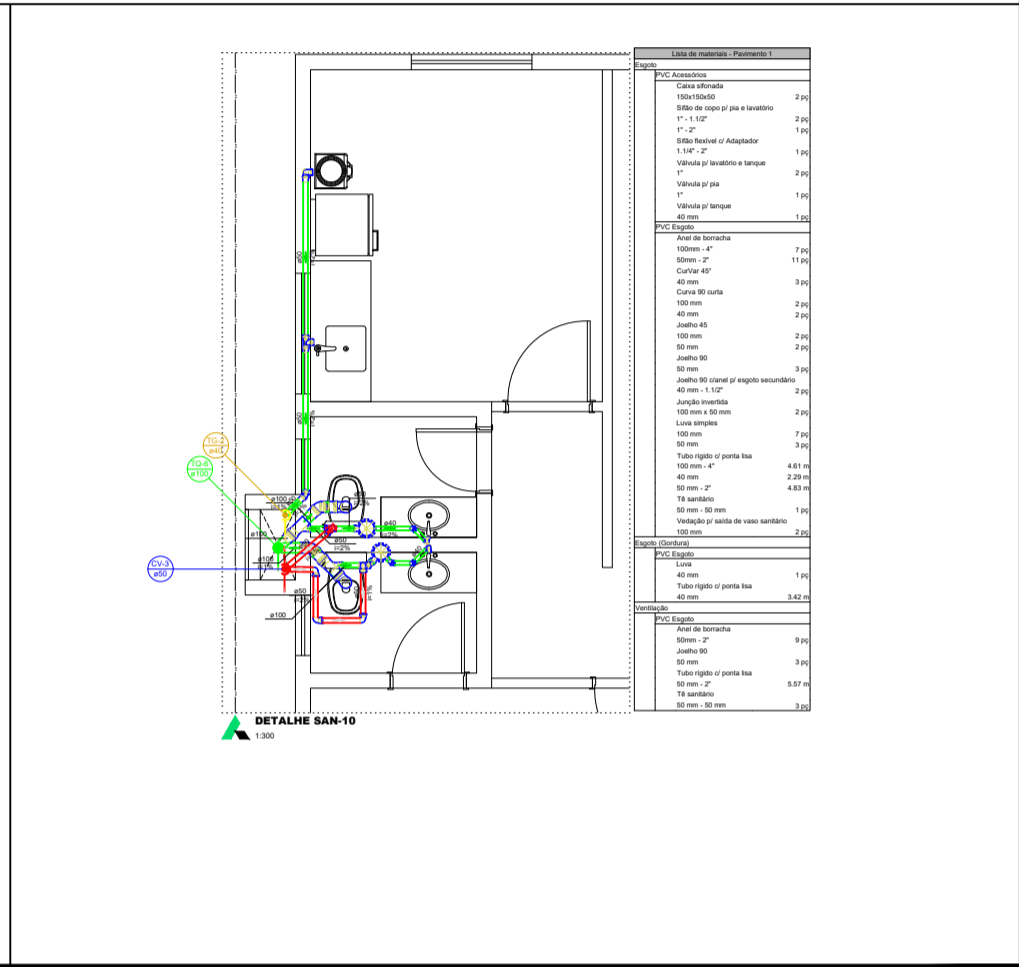 Lista de materiais - Pavimento 1
Esgoto
PVC Acessórios
Caixa sifonada
150x150x50 2 pç
Sifão de copo p/ pia e lavatório
1" - 1.1/2" 2 pç
1" - 2" 1 pç
Sifão flexível c/ Adaptador
1.1/4" - 2" 1 pç
Válvula p/ lavatório e tanque
1" 2 pç
Válvula p/ pia
1" 1 pç
Válvula p/ tanque
40 mm 1 pç
PVC Esgoto
Anel de borracha
100mm - 4" 7 pç
50mm - 2" 11 pç
CurVar 45°
40 mm 3 pç
Curva 90 curta
100 mm 2 pç
40 mm 2 pç
Joelho 45
100 mm 2 pç
50 mm 2 pç
Joelho 90
50 mm 3 pç
Joelho 90 c/anel p/ esgoto secundário
40 mm - 1.1/2" 2 pç
Junção invertida
100 mm x 50 mm 2 pç
Luva simples
100 mm 7 pç
50 mm 3 pç
Tubo rígido c/ ponta lisa
100 mm - 4" 4.61 m
40 mm 2.29 m
50 mm - 2" 4.83 m
Tê sanitário
50 mm - 50 mm 1 pç
Vedação p/ saída de vaso sanitário
100 mm 2 pç
Esgoto (Gordura)
PVC Esgoto
Luva
40 mm 1 pç
Tubo rígido c/ ponta lisa
40 mm 3.42 m
Ventilação
PVC Esgoto
Anel de borracha
50mm - 2" 9 pç
Joelho 90
50 mm 3 pç
Tubo rígido c/ ponta lisa
50 mm - 2" 5.57 m
Tê sanitário
50 mm - 50 mm 3 pç
ø50
ø50
TG-2
ø40
TQ-6
ø100
CV-3
ø50
ø100
ø40
i=2%
ø100
ø50
i=2%
ø100
ø50
i=1%
ø100
DETALHE SAN-10
1:300